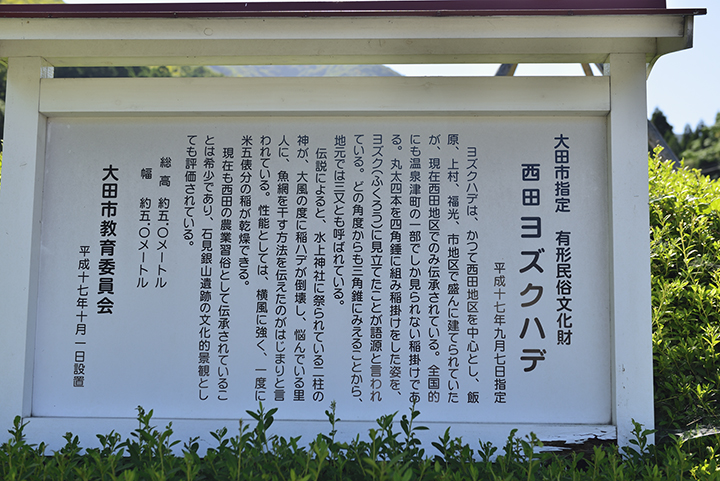 大田市指定　有形民俗文化財
西田ヨズクハデ
平成十七年九月七日指定
ヨズクハデは、かつて西田地区を中心とし、飯
原、上村、福光、市地区で盛んに建てられていた
が、現在西田地区でのみ伝承されている。全国的
にも温泉津町の一部でしか見られない稲掛けであ
る。丸太四本を四角錐に組み稲掛けをした姿を、
ヨズク（ふくろう）に見立てたことが語源と言われ
ている。どの角度からも三角錐にみえることから、
地元では三又とも呼ばれている。
伝説によると、水上神社に祭られている二柱の
神が、大風の度に稲ハデが倒壊し、悩んでいる里
人に、魚網を干す方法を伝えたのがはじまりと言
われている。性能としては、横風に強く、一度に
米五俵分の稲が乾燥できる。
現在も西田の農業習俗として伝承されているこ
とは希少であり、石見銀山遺跡の文化的景観とし
ても評価されている。
総高　約五・〇メートル
幅　約五・〇メートル
大田市教育委員会
平成十七年十月一日設置